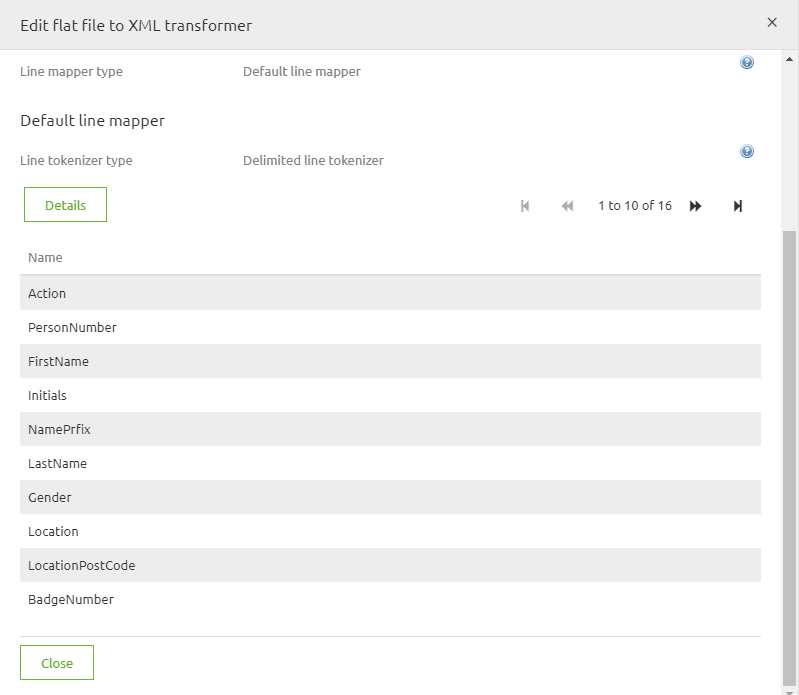 Edit flat file to XML transformer
Line mapper type Default line mapper
Default line mapper
Line tokenizer type Delimited line tokenizer
Details 1 to 10 of 16
Name
Action
PersonNumber
FirstName
Initials
NamePrfix
LastName
Gender
Location
LocationPostCode
BadgeNumber
Close